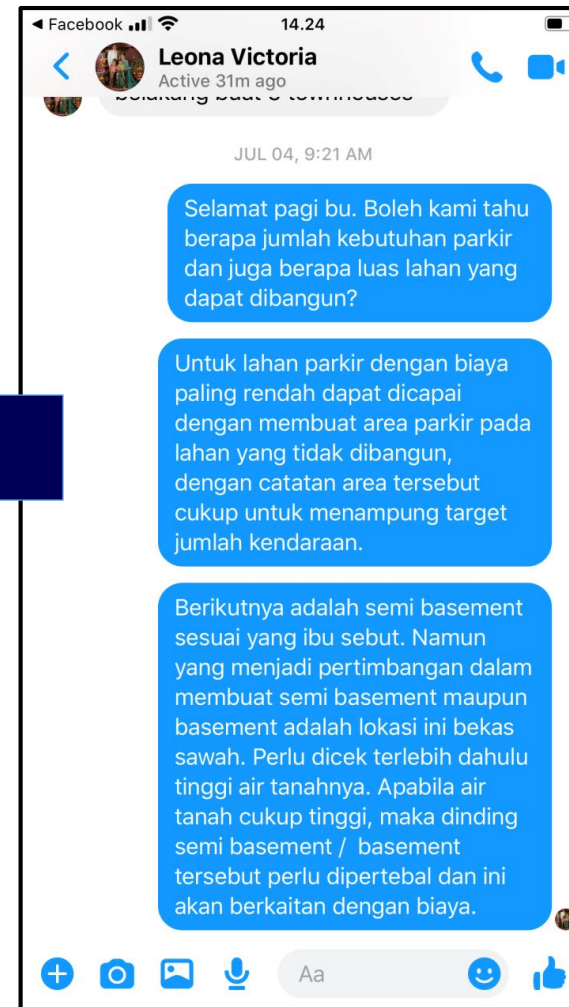 ◄ Facebook
14.24
Leona Victoria
Active 31m ago
JUL 04, 9:21 AM
Selamat pagi bu. Boleh kami tahu
berapa jumlah kebutuhan parkir
dan juga berapa luas lahan yang
dapat dibangun?
Untuk lahan parkir dengan biaya
paling rendah dapat dicapai
dengan membuat area parkir pada
lahan yang tidak dibangun,
dengan catatan area tersebut
cukup untuk menampung target
jumlah kendaraan.
Berikutnya adalah semi basement
sesuai yang ibu sebut. Namun
yang menjadi pertimbangan dalam
membuat semi basement maupun
basement adalah lokasi ini bekas
sawah. Perlu dicek terlebih dahulu
tinggi air tanahnya. Apabila air
tanah cukup tinggi, maka dinding
semi basement / basement
tersebut perlu dipertebal dan ini
akan berkaitan dengan biaya.
Aa